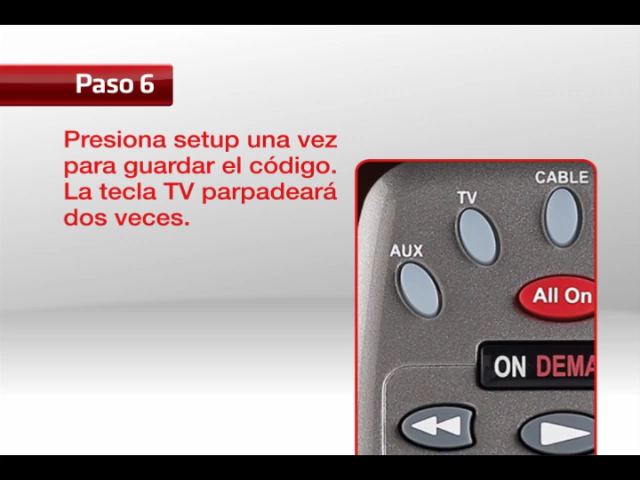 Paso 6
Presiona setup una vez
para guardar el código.
La tecla TV parpadeará
dos veces.
CABLE
TV
AUX
All On
ON DEMA